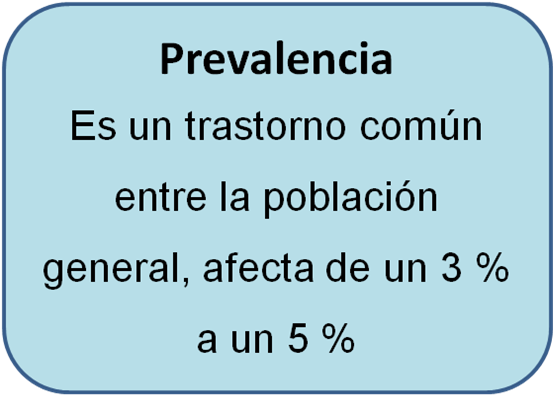 Prevalencia
Es un trastorno común
entre la población
general, afecta de un 3 %
a un 5 %